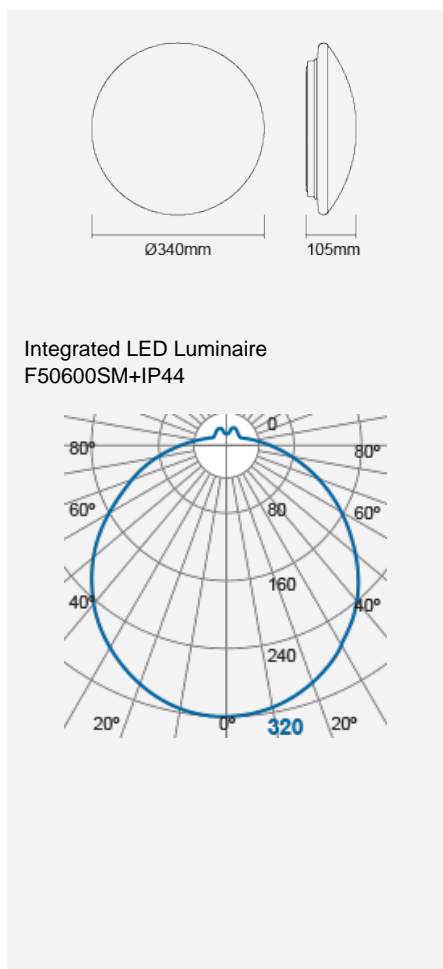 Ø340mm 105mm
Integrated LED Luminaire
F50600SM+IP44
0
80º 80º
60º 80 60º
160
40º 40º
240
20º 0º 320 20º